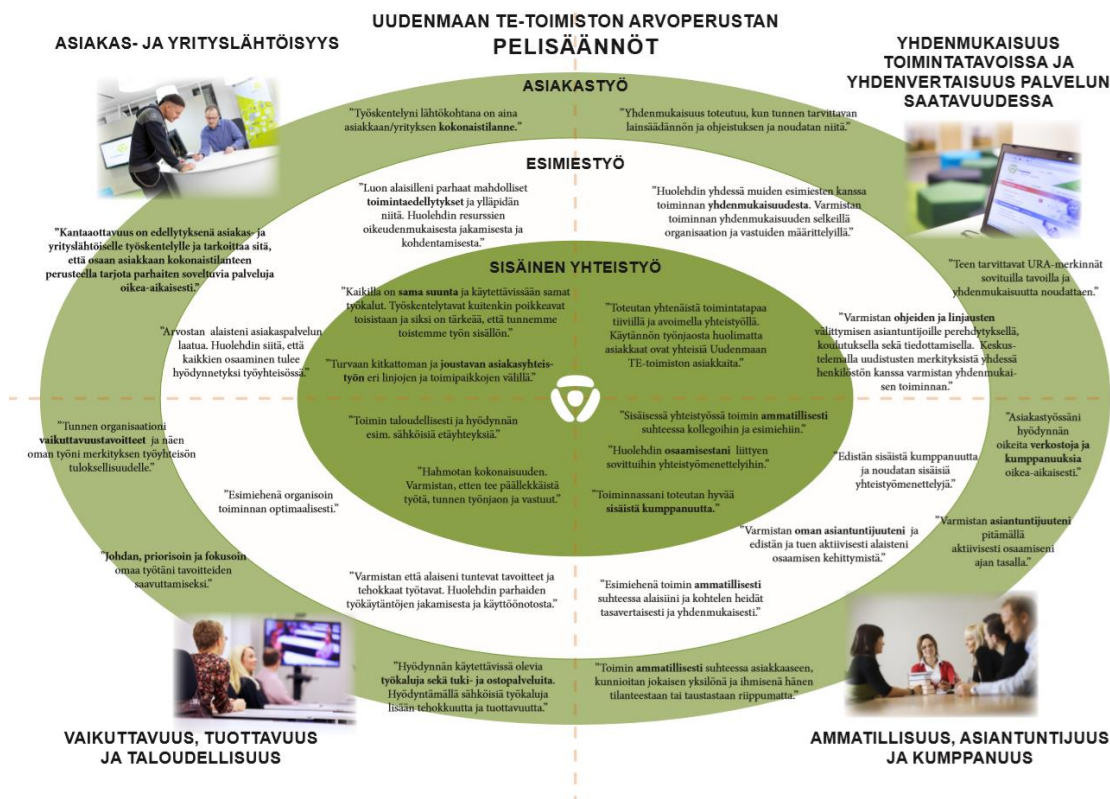 UUDENMAAN TE-TOIMISTON ARVOPERUSTAN
PELISÄÄNNÖT
ASIAKAS- JA YRITYSLÄHTÖISYYS
YHDENMUKAISUUS
TOIMINTATAVOISSA JA
YHDENVERTAISUUS PALVELUN
SAATAVUUDESSA
ASIAKASTYÖ
"Työskentelyni lähtökohtana on aina
asiakkaan/yrityksen kokonaistilanne."
"Yhdenmukaisuus toteutuu, kun tunnen tarvittavan
lainsäädännön ja ohjeistuksen ja noudatan niitä."
"Kantaaottavuus on edellytyksenä asiakas- ja
yrityslähtöiselle työskentelylle ja tarkoittaa sitä,
että osaan asiakkaan kokonaistilanteen
perusteella tarjota parhaiten soveltuvia palveluja
oikea-aikaisesti."
"Teen tarvittavat URA-merkinnät
sovituilla tavoilla ja
yhdenmukaisuutta noudattaen."
ESIMIESTYÖ
"Luon alaisilleni parhaat mahdolliset
toimintaedellytykset ja ylläpidän
niitä. Huolehdin resurssien
oikeudenmukaisesta jakamisesta ja
kohdentamisesta."
"Huolehdin yhdessä muiden esimiesten kanssa
toiminnan yhdenmukaisuudesta. Varmistan
toiminnan yhdenmukaisuuden selkeillä
organisaation ja vastuiden määrittelyillä."
"Arvostan alaisteni asiakaspalvelun
laatua. Huolehdin siitä, että
kaikkien osaaminen tulee
hyödynnetyksi työyhteisössä."
"Varmistan ohjeiden ja linjausten
välittymisen asiantuntijoille perehdytyksellä,
koulutuksella sekä tiedottamisella. Keskus-
telemalla uudistusten merkityksistä yhdessä
henkilöstön kanssa varmistan yhdenmukai-
sen toiminnan."
SISÄINEN YHTEISTYÖ
"Kaikilla on sama suunta ja käytettävissään samat
työkalut. Työskentelytavat kuitenkin poikkeavat
toisistaan ja siksi on tärkeää, että tunnemme
toistemme työn sisällön."
"Turvaan kitkattoman ja joustavan asiakasyhteis-
työn eri linjojen ja toimipaikkojen välillä."
"Toteutan yhtenäistä toimintatapaa
tiiviillä ja avoimella yhteistyöllä.
Käytännön työnjaosta huolimatta
asiakkaat ovat yhteisiä Uudenmaan
TE-toimiston asiakkaita."
"Toimin taloudellisesti ja hyödynnän
esim. sähköisiä etäyhteyksiä."
"Hahmotan kokonaisuuden.
Varmistan, etten tee päällekkäistä
työtä, tunnen työnjaon ja vastuut."
"Sisäisessä yhteistyössä toimin ammatillisesti
suhteessa kollegoihin ja esimiehiin."
"Huolehdin osaamisestani liittyen
sovittuihin yhteistyömenettelyihin."
"Toiminnassani toteutan hyvää
sisäistä kumppanuutta."
"Tunnen organisaationi
vaikuttavuustavoitteet ja näen
oman työni merkityksen työyhteisön
tuloksellisuudelle."
"Esimiehenä organisoin
toiminnan optimaalisesti."
"Johdan, priorisoin ja fokusoin
omaa työtäni tavoitteiden
saavuttamiseksi."
"Varmistan että alaiseni tuntevat tavoitteet ja
tehokkaat työtavat. Huolehdin parhaiden
työkäytäntöjen jakamisesta ja käyttöönotosta."
"Hyödynnän käytettävissä olevia
työkaluja sekä tuki- ja ostopalveluita.
Hyödyntämällä sähköisiä työkaluja
lisään tehokkuutta ja tuottavuutta."
"Asiakastyössäni
hyödynnän
oikeita verkostoja ja
kumppanuuksia
oikea-aikaisesti."
"Edistän sisäistä kumppanuutta
ja noudatan sisäisiä
yhteistyömenettelyjä."
"Varmistan oman asiantuntijuuteni ja
edistän ja tuen aktiivisesti alaisteni
osaamisen kehittymistä."
"Varmistan asiantuntijuuteni
pitämällä
aktiivisesti osaamiseni
ajan tasalla."
"Esimiehenä toimin ammatillisesti
suhteessa alaisiini ja kohtelen heidät
tasavertaisesti ja yhdenmukaisesti."
"Toimin ammatillisesti suhteessa asiakkaaseen,
kunnioitan jokaisen yksilönä ja ihmisenä hänen
tilanteestaan tai taustastaan riippumatta."
VAIKUTTAVUUS, TUOTTAVUUS
JA TALOUDELLISUUS
AMMATILLISUUS, ASIANTUNTIJUUS
JA KUMPPANUUS